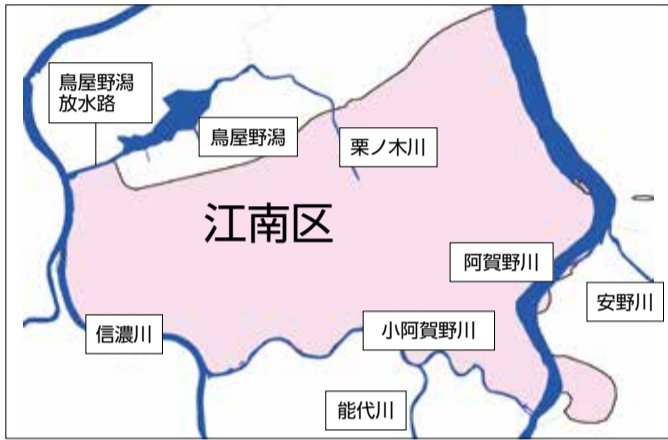 鳥屋野潟
放水路
鳥屋野潟
栗ノ木川
江南区
阿賀野川
安野川
信濃川
小阿賀野川
能代川